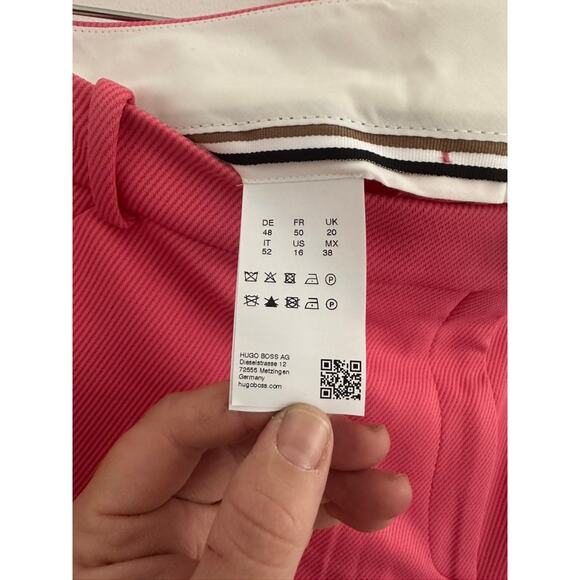 DE FR UK
48 50 20
IT US MX
52 16 38
P
P
HUGO BOSS AG
Dieselstrasse 12
72555 Metzingen
Germany
hugoboss.com